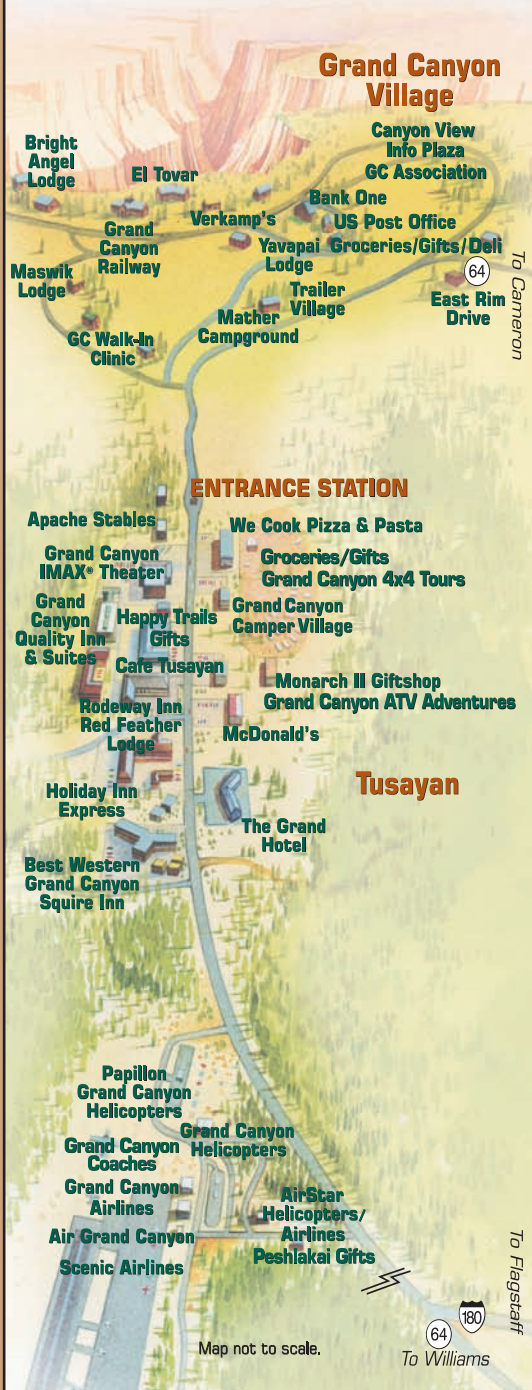 Grand Canyon
Village
Canyon View
Info Plaza
GC Association
Bright
Angel
Lodge
El Tovar
Bank One
Verkamp's
US Post Office
Grand
Canyon
Railway
Yavapai
Lodge
Groceries/Gifts/Deli
To Cameron
64
Maswik
Lodge
Trailer
Village
East Rim
Drive
Mather
Campground
GC Walk-In
Clinic
ENTRANCE STATION
Apache Stables
We Cook Pizza & Pasta
Grand Canyon
IMAX® Theater
Groceries/Gifts
Grand Canyon 4x4 Tours
Grand
Canyon
Quality Inn
& Suites
Happy Trails
Gifts
Grand Canyon
Camper Village
Cafe Tusayan
Monarch II Giftshop
Grand Canyon ATV Adventures
Rodeway Inn
Red Feather
Lodge
McDonald's
Tusayan
Holiday Inn
Express
The Grand
Hotel
Best Western
Grand Canyon
Squire Inn
Papillon
Grand Canyon
Helicopters
Grand Canyon
Helicopters
Grand Canyon
Coaches
Grand Canyon
Airlines
AirStar
Helicopters/
Airlines
Air Grand Canyon
Peshlakai Gifts
Scenic Airlines
To Flagstaff
180
64
To Williams
Map not to scale.